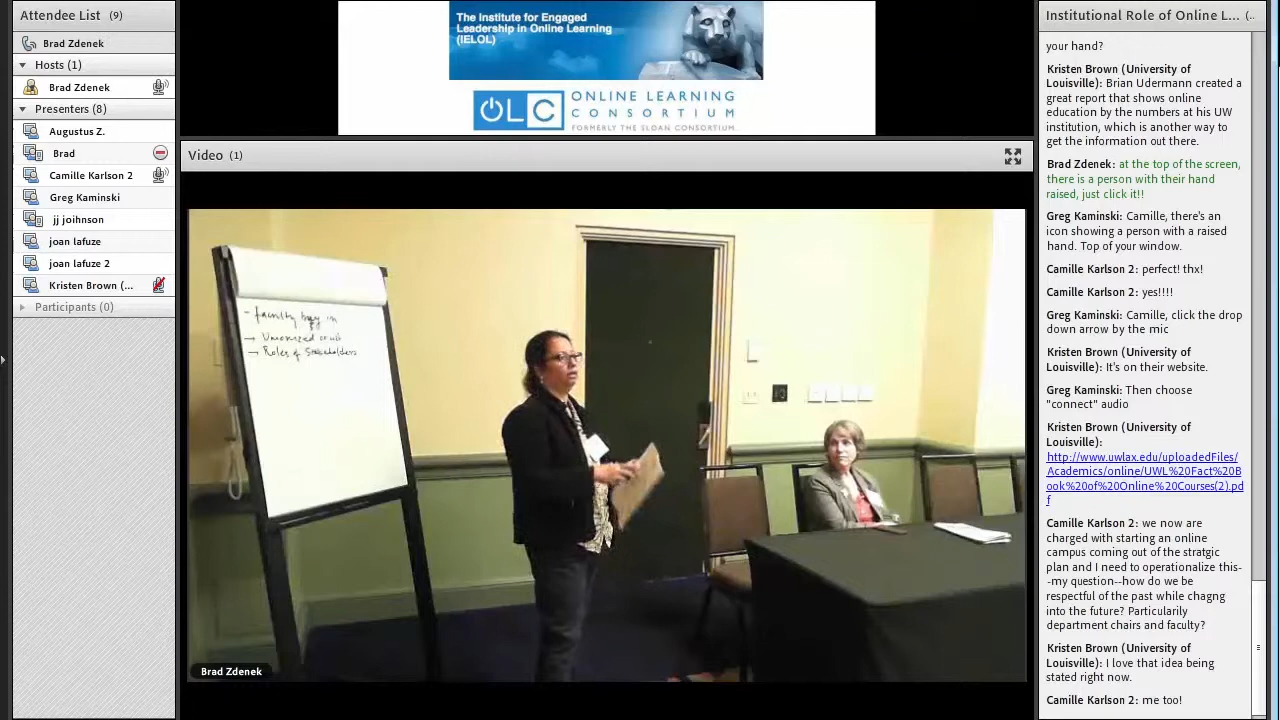 Attendee List (9)
Brad Zdenek
Hosts (1)
Brad Zdenek
Presenters (8)
Augustus Z.
Brad
Camille Karlson 2
Greg Kaminski
jj joihnson
joan lafuze
joan lafuze 2
Kristen Brown (...
Participants (0)
The Institute for Engaged
Leadership in Online Learning
(IELOL)
OLC
ONLINE LEARNING
CONSORTIUM
FORMERLY THE SLOAN CONSORTIUM
Video (1)
- Faculty buy in
→ Unionized
→ Roles of Stakeholders
Brad Zdenek
Institutional Role of Online L... (..
your hand?
Kristen Brown (University of
Louisville): Brian Udermann created a
great report that shows online
education by the numbers at his UW
institution, which is another way to
get the information out there.
Brad Zdenek: at the top of the screen,
there is a person with their hand
raised, just click it!!
Greg Kaminski: Camille, there's an
icon showing a person with a raised
hand. Top of your window.
Camille Karlson 2: perfect! thx!
Camille Karlson 2: yes!!!!
Greg Kaminski: Camille, click the drop
down arrow by the mic
Kristen Brown (University of
Louisville): It's on their website.
Greg Kaminski: Then choose
"connect" audio
Kristen Brown (University of
Louisville):
http://www.uwlax.edu/uploadedFiles/
Academics/online/UWL%20Fact%20B
ook%20of%20Online%20Courses(2).pd
f
Camille Karlson 2: we now are
charged with starting an online
campus coming out of the stratgic
plan and I need to operationalize this-
-my question--how do we be
respectful of the past while chagng
into the future? Particularily
department chairs and faculty?
Kristen Brown (University of
Louisville): I love that idea being
stated right now.
Camille Karlson 2: me too!